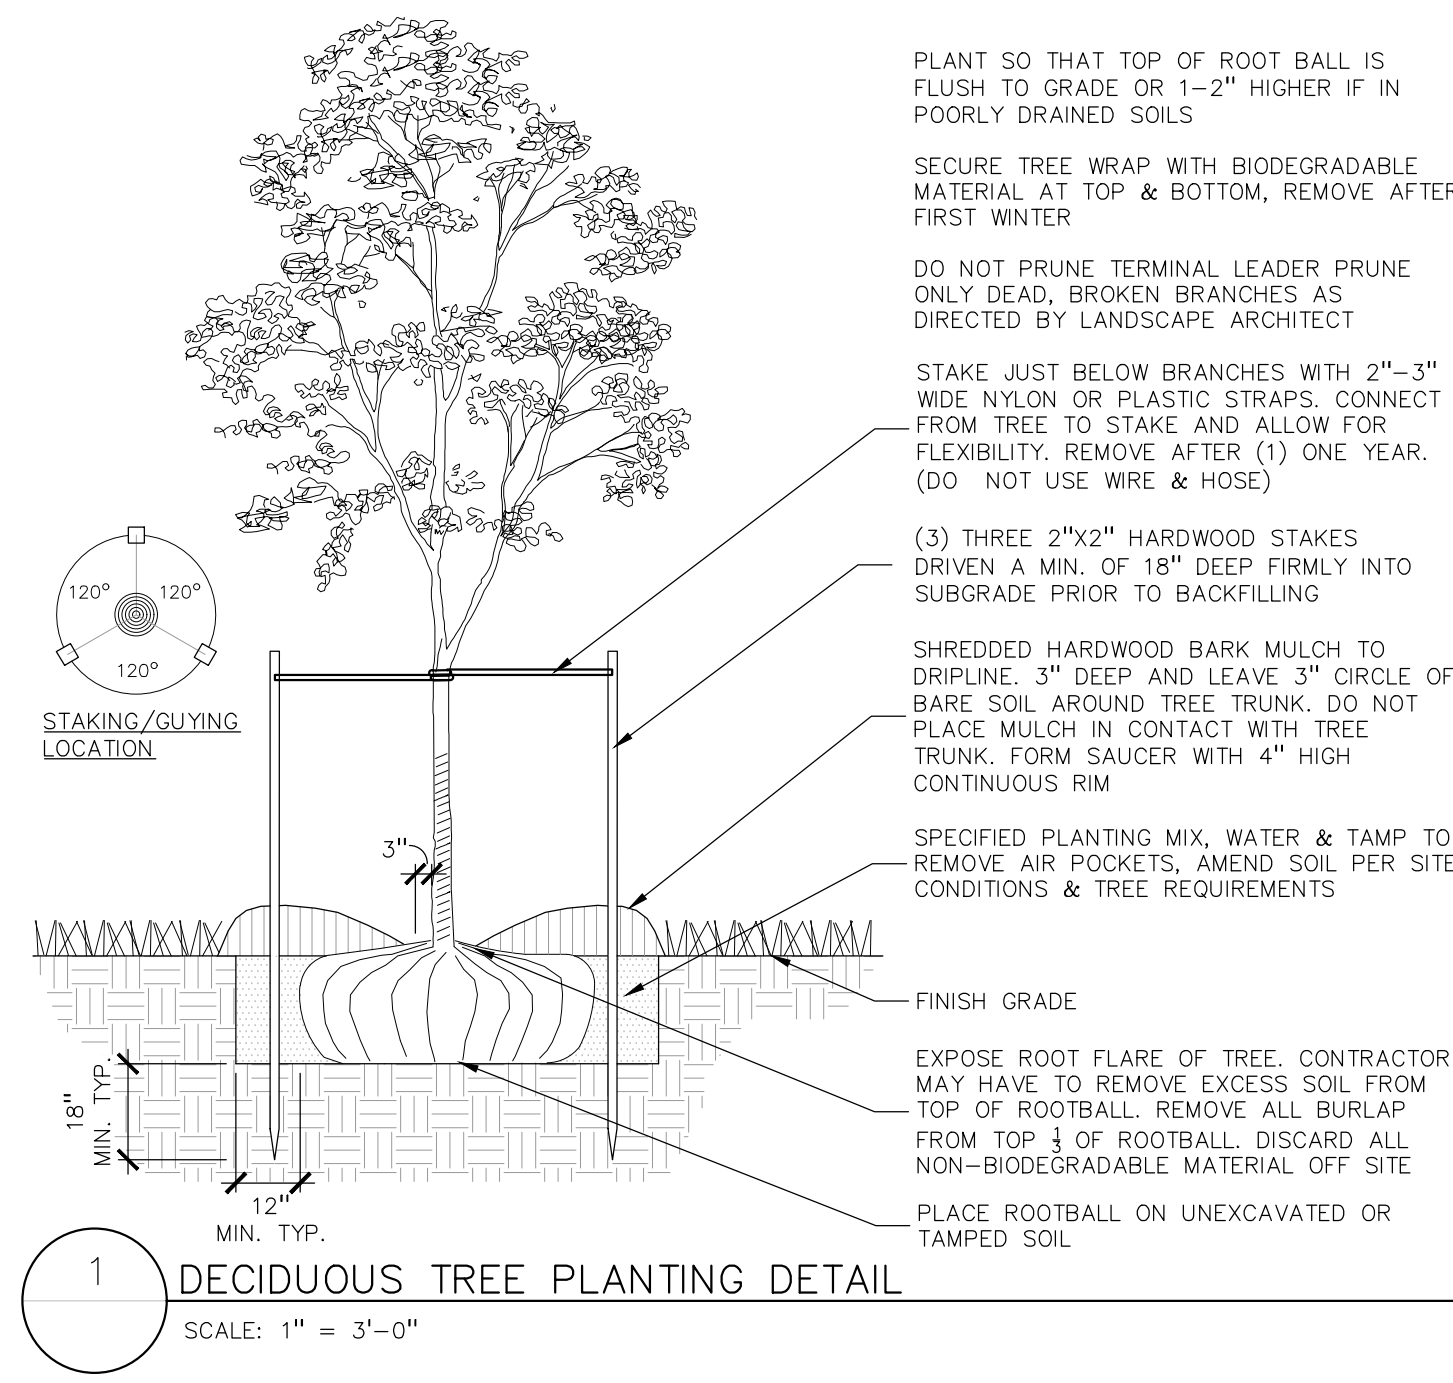 PLANT SO THAT TOP OF ROOT BALL IS
FLUSH TO GRADE OR 1-2" HIGHER IF IN
POORLY DRAINED SOILS
SECURE TREE WRAP WITH BIODEGRADABLE
MATERIAL AT TOP & BOTTOM, REMOVE AFTER
FIRST WINTER
DO NOT PRUNE TERMINAL LEADER PRUNE
ONLY DEAD, BROKEN BRANCHES AS
DIRECTED BY LANDSCAPE ARCHITECT
STAKE JUST BELOW BRANCHES WITH 2"-3"
WIDE NYLON OR PLASTIC STRAPS. CONNECT
FROM TREE TO STAKE AND ALLOW FOR
FLEXIBILITY. REMOVE AFTER (1) ONE YEAR.
(DO NOT USE WIRE & HOSE)
(3) THREE 2"X2" HARDWOOD STAKES
DRIVEN A MIN. OF 18" DEEP FIRMLY INTO
SUBGRADE PRIOR TO BACKFILLING
SHREDDED HARDWOOD BARK MULCH TO
DRIPLINE. 3" DEEP AND LEAVE 3" CIRCLE OF
BARE SOIL AROUND TREE TRUNK. DO NOT
PLACE MULCH IN CONTACT WITH TREE
TRUNK. FORM SAUCER WITH 4" HIGH
CONTINUOUS RIM
SPECIFIED PLANTING MIX, WATER & TAMP TO
REMOVE AIR POCKETS, AMEND SOIL PER SITE
CONDITIONS & TREE REQUIREMENTS
FINISH GRADE
EXPOSE ROOT FLARE OF TREE. CONTRACTOR
MAY HAVE TO REMOVE EXCESS SOIL FROM
TOP OF ROOTBALL. REMOVE ALL BURLAP
FROM TOP 1/3 OF ROOTBALL. DISCARD ALL
NON-BIODEGRADABLE MATERIAL OFF SITE
PLACE ROOTBALL ON UNEXCAVATED OR
TAMPED SOIL
120° 120°
120°
STAKING/GUYING
LOCATION
3"
18"
MIN. TYP.
12"
MIN. TYP.
1
DECIDUOUS TREE PLANTING DETAIL
SCALE: 1" = 3'-0"